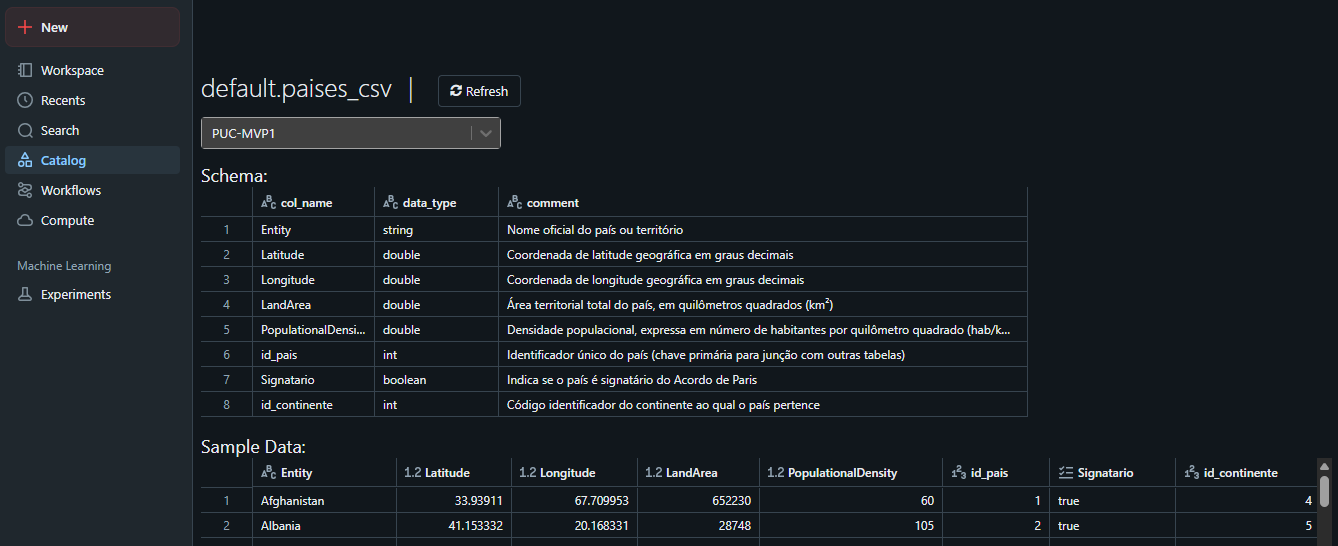 New
Workspace
Recents
Search
Catalog
Workflows
Compute
Machine Learning
Experiments
default.paises_csv | Refresh
PUC-MVP1
Schema:
col_name data_type comment
1 Entity string Nome oficial do país ou território
2 Latitude double Coordenada de latitude geográfica em graus decimais
3 Longitude double Coordenada de longitude geográfica em graus decimais
4 LandArea double Área territorial total do país, em quilômetros quadrados (km²)
5 PopulationalDensi... double Densidade populacional, expressa em número de habitantes por quilômetro quadrado (hab/k...
6 id_pais int Identificador único do país (chave primária para junção com outras tabelas)
7 Signatario boolean Indica se o país é signatário do Acordo de Paris
8 id_continente int Código identificador do continente ao qual o país pertence
Sample Data:
Entity 1.2 Latitude 1.2 Longitude 1.2 LandArea 1.2 PopulationalDensity id_pais Signatario id_continente
1 Afghanistan 33.93911 67.709953 652230 60 1 true 4
2 Albania 41.153332 20.168331 28748 105 2 true 5